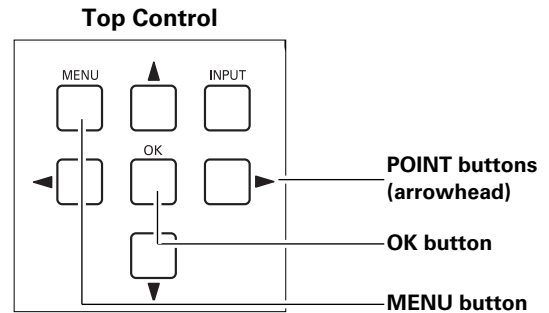 Top Control
MENU
INPUT
OK
POINT buttons
(arrowhead)
OK button
MENU button